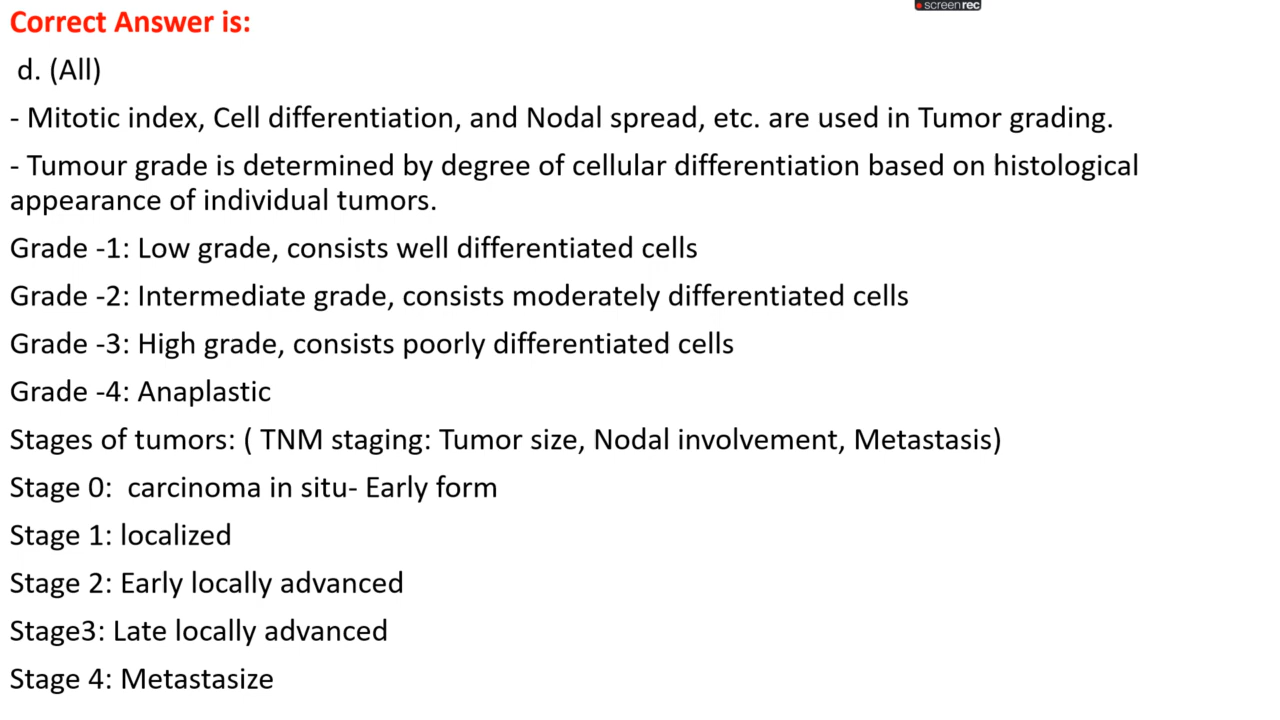 screenrec
Correct Answer is:
d. (All)
- Mitotic index, Cell differentiation, and Nodal spread, etc. are used in Tumor grading.
- Tumour grade is determined by degree of cellular differentiation based on histological
appearance of individual tumors.
Grade -1: Low grade, consists well differentiated cells
Grade -2: Intermediate grade, consists moderately differentiated cells
Grade -3: High grade, consists poorly differentiated cells
Grade -4: Anaplastic
Stages of tumors: ( TNM staging: Tumor size, Nodal involvement, Metastasis)
Stage 0:  carcinoma in situ- Early form
Stage 1: localized
Stage 2: Early locally advanced
Stage3: Late locally advanced
Stage 4: Metastasize